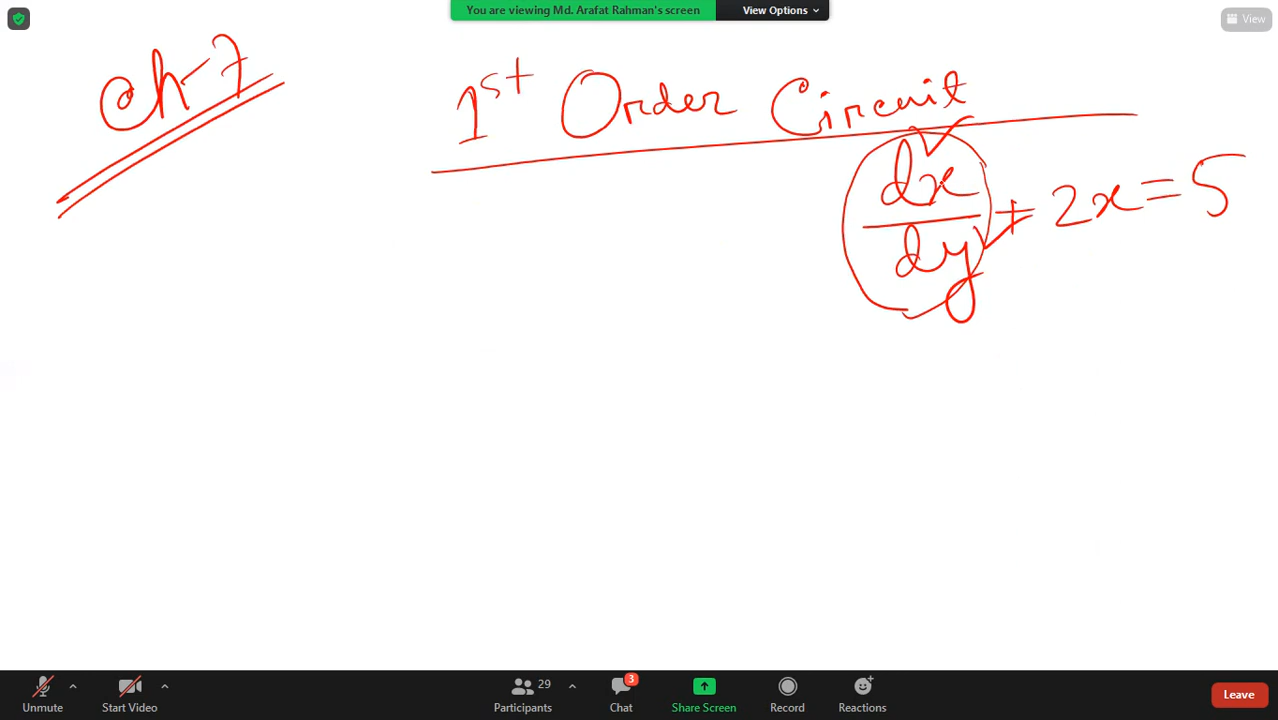 You are viewing Md. Arafat Rahman's screen View Options
View
Ch-7
1st Order Circuit
dx/dy + 2x = 5
Unmute Start Video 29 Participants 3 Chat Share Screen Record Reactions Leave